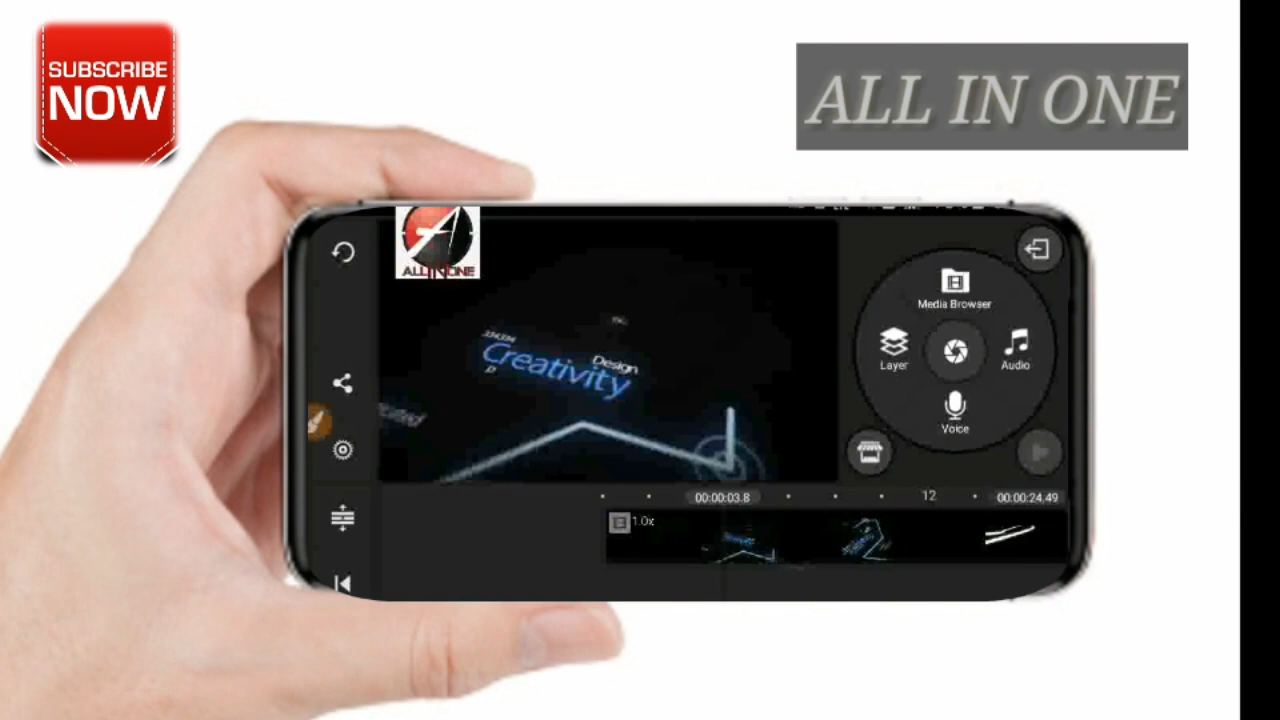 SUBSCRIBE
NOW
ALL IN ONE
ALL IN ONE
Media Browser
Layer
Audio
Voice
Design
Creativity
00:00:03.8
12
00:00:24.49
1.0x